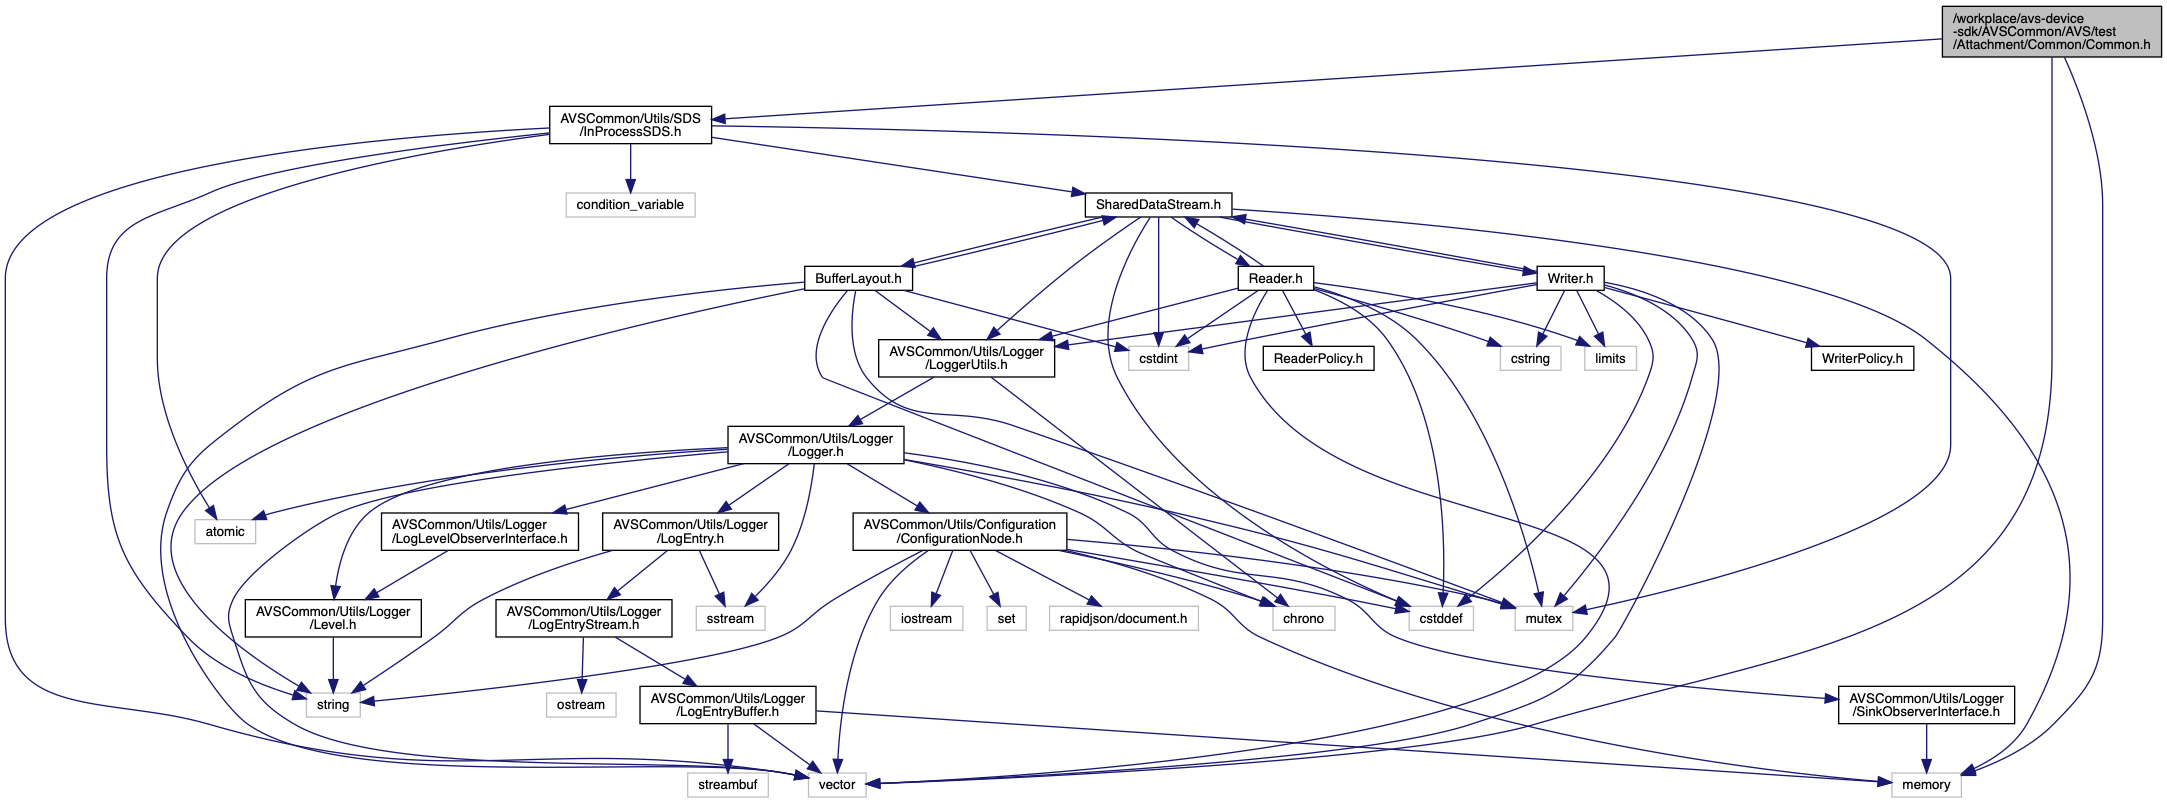 /workplace/avs-device
-sdk/AVSCommon/AVS/test
/Attachment/Common/Common.h
AVSCommon/Utils/SDS
/InProcessSDS.h
condition_variable
SharedDataStream.h
BufferLayout.h
Reader.h
Writer.h
AVSCommon/Utils/Logger
/LoggerUtils.h
cstdint
ReaderPolicy.h
cstring
limits
WriterPolicy.h
AVSCommon/Utils/Logger
/Logger.h
atomic
AVSCommon/Utils/Logger
/LogLevelObserverInterface.h
AVSCommon/Utils/Logger
/LogEntry.h
AVSCommon/Utils/Configuration
/ConfigurationNode.h
AVSCommon/Utils/Logger
/Level.h
AVSCommon/Utils/Logger
/LogEntryStream.h
sstream
iostream
set
rapidjson/document.h
chrono
cstddef
mutex
string
ostream
AVSCommon/Utils/Logger
/LogEntryBuffer.h
AVSCommon/Utils/Logger
/SinkObserverInterface.h
streambuf
vector
memory